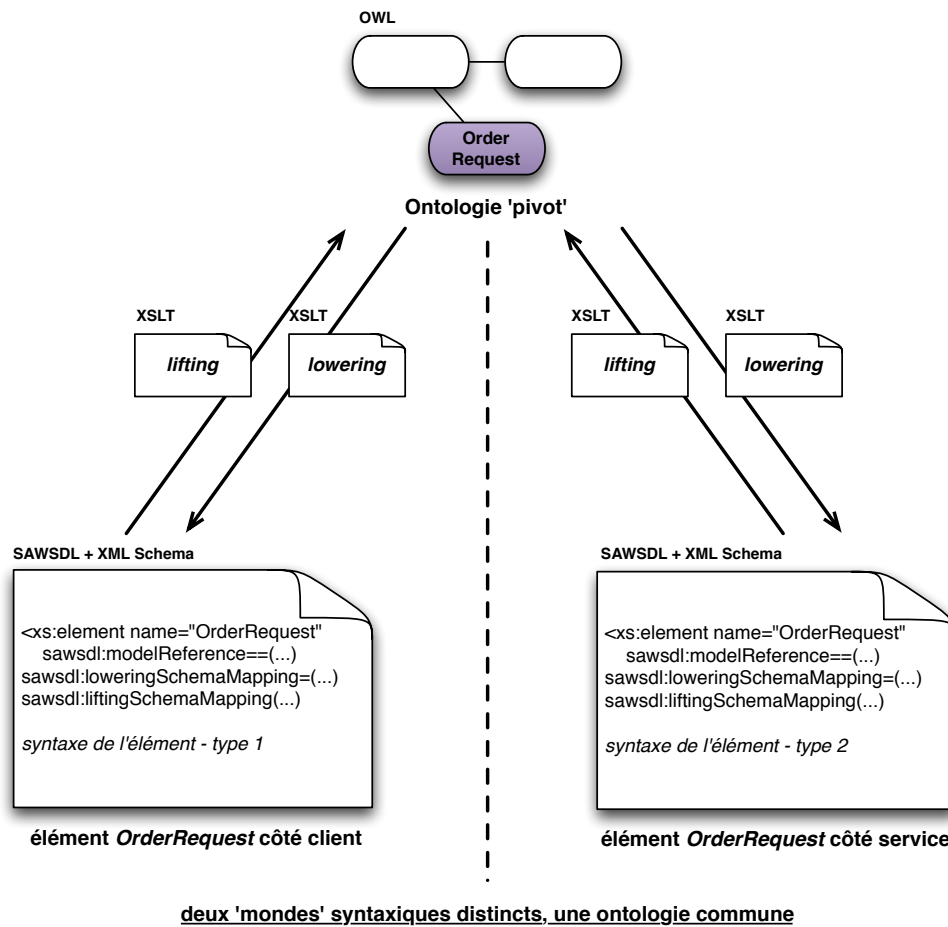 OWL
Order
Request
Ontologie 'pivot'
XSLT
lifting
XSLT
lowering
XSLT
lifting
XSLT
lowering
SAWSDL + XML Schema
<xs:element name="OrderRequest"
sawsdl:modelReference==(...)
sawsdl:loweringSchemaMapping=(...)
sawsdl:liftingSchemaMapping(...)
syntaxe de l'élément - type 1
élément OrderRequest côté client
SAWSDL + XML Schema
<xs:element name="OrderRequest"
sawsdl:modelReference==(...)
sawsdl:loweringSchemaMapping=(...)
sawsdl:liftingSchemaMapping(...)
syntaxe de l'élément - type 2
élément OrderRequest côté service
deux 'mondes' syntaxiques distincts, une ontologie commune